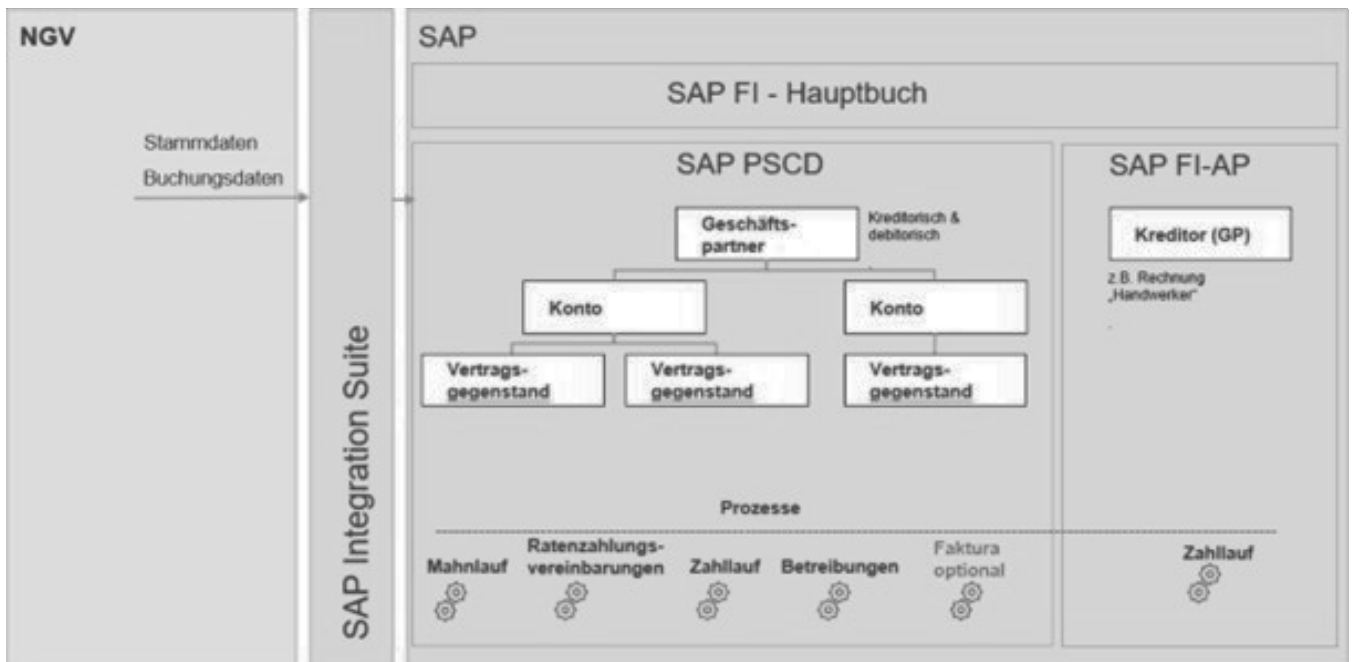 NGV
SAP
SAP FI - Hauptbuch
Stammdaten
Buchungsdaten
SAP Integration Suite
SAP PSCD
Geschäfts-
partner
Kreditorisch &
debitorisch
Konto
Konto
Vertrags-
gegenstand
Vertrags-
gegenstand
Vertrags-
gegenstand
SAP FI-AP
Kreditor (GP)
z.B. Rechnung
„Handwerker“
Prozesse
Mahnlauf
Ratenzahlungs-
vereinbarungen
Zahllauf
Betreibungen
Faktura
optional
Zahllauf